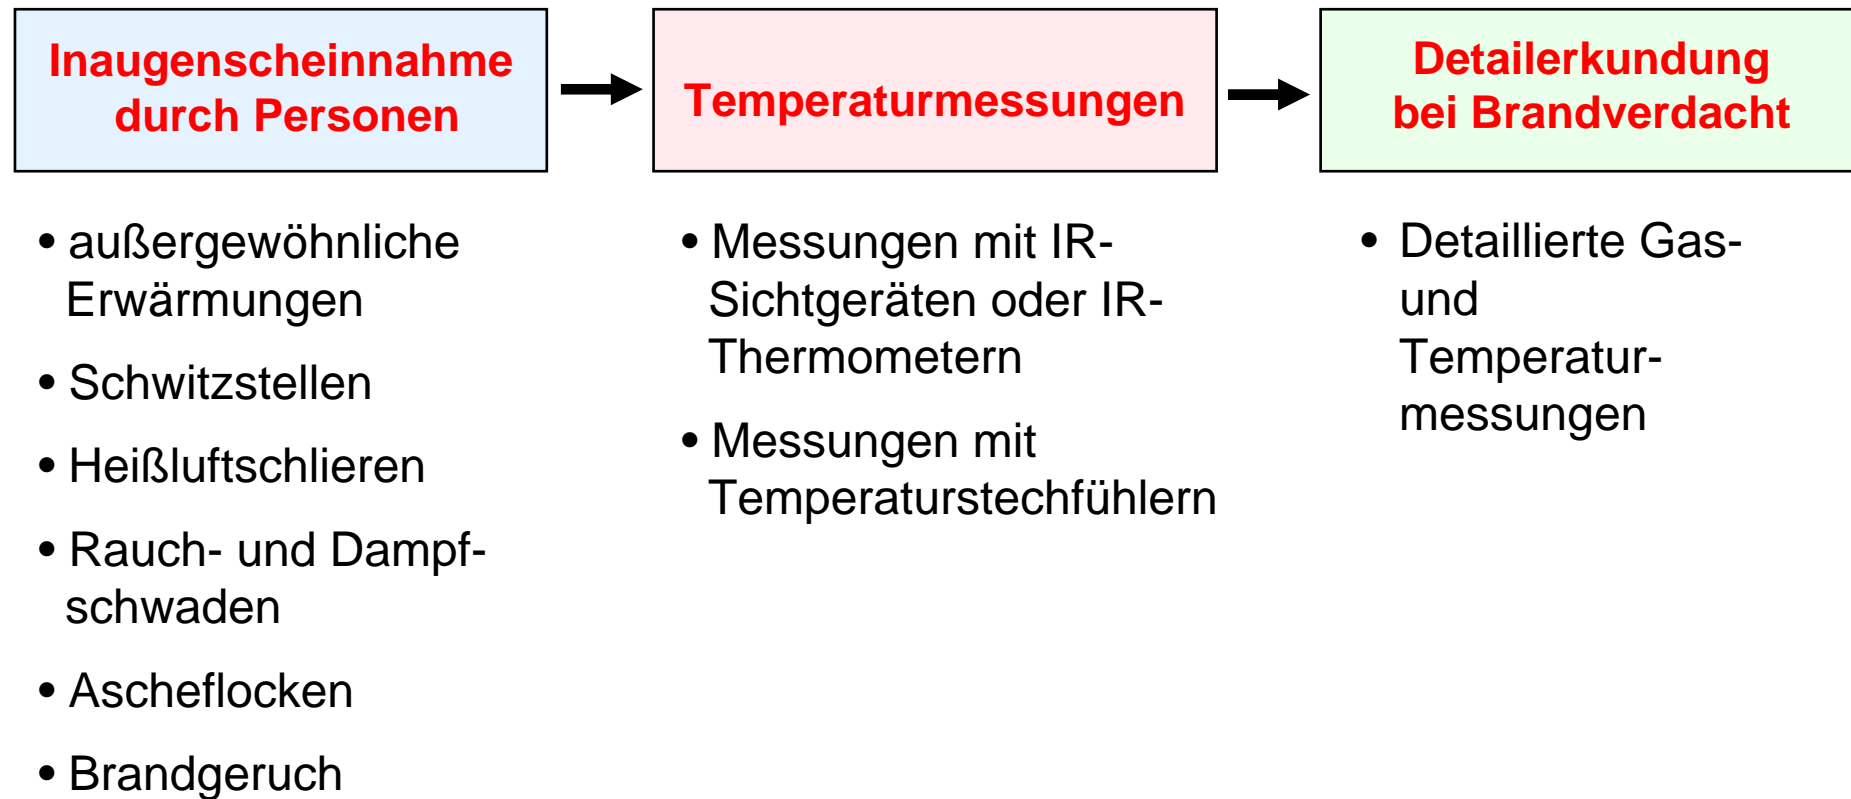 Inaugenscheinnahme
durch Personen
• außergewöhnliche
Erwärmungen
• Schwitzstellen
• Heißluftschlieren
• Rauch- und Dampf-
schwaden
• Ascheflocken
• Brandgeruch
Temperaturmessungen
• Messungen mit IR-
Sichtgeräten oder IR-
Thermometern
• Messungen mit
Temperaturstechfühlern
Detailerkundung
bei Brandverdacht
• Detaillierte Gas-
und
Temperatur-
messungen